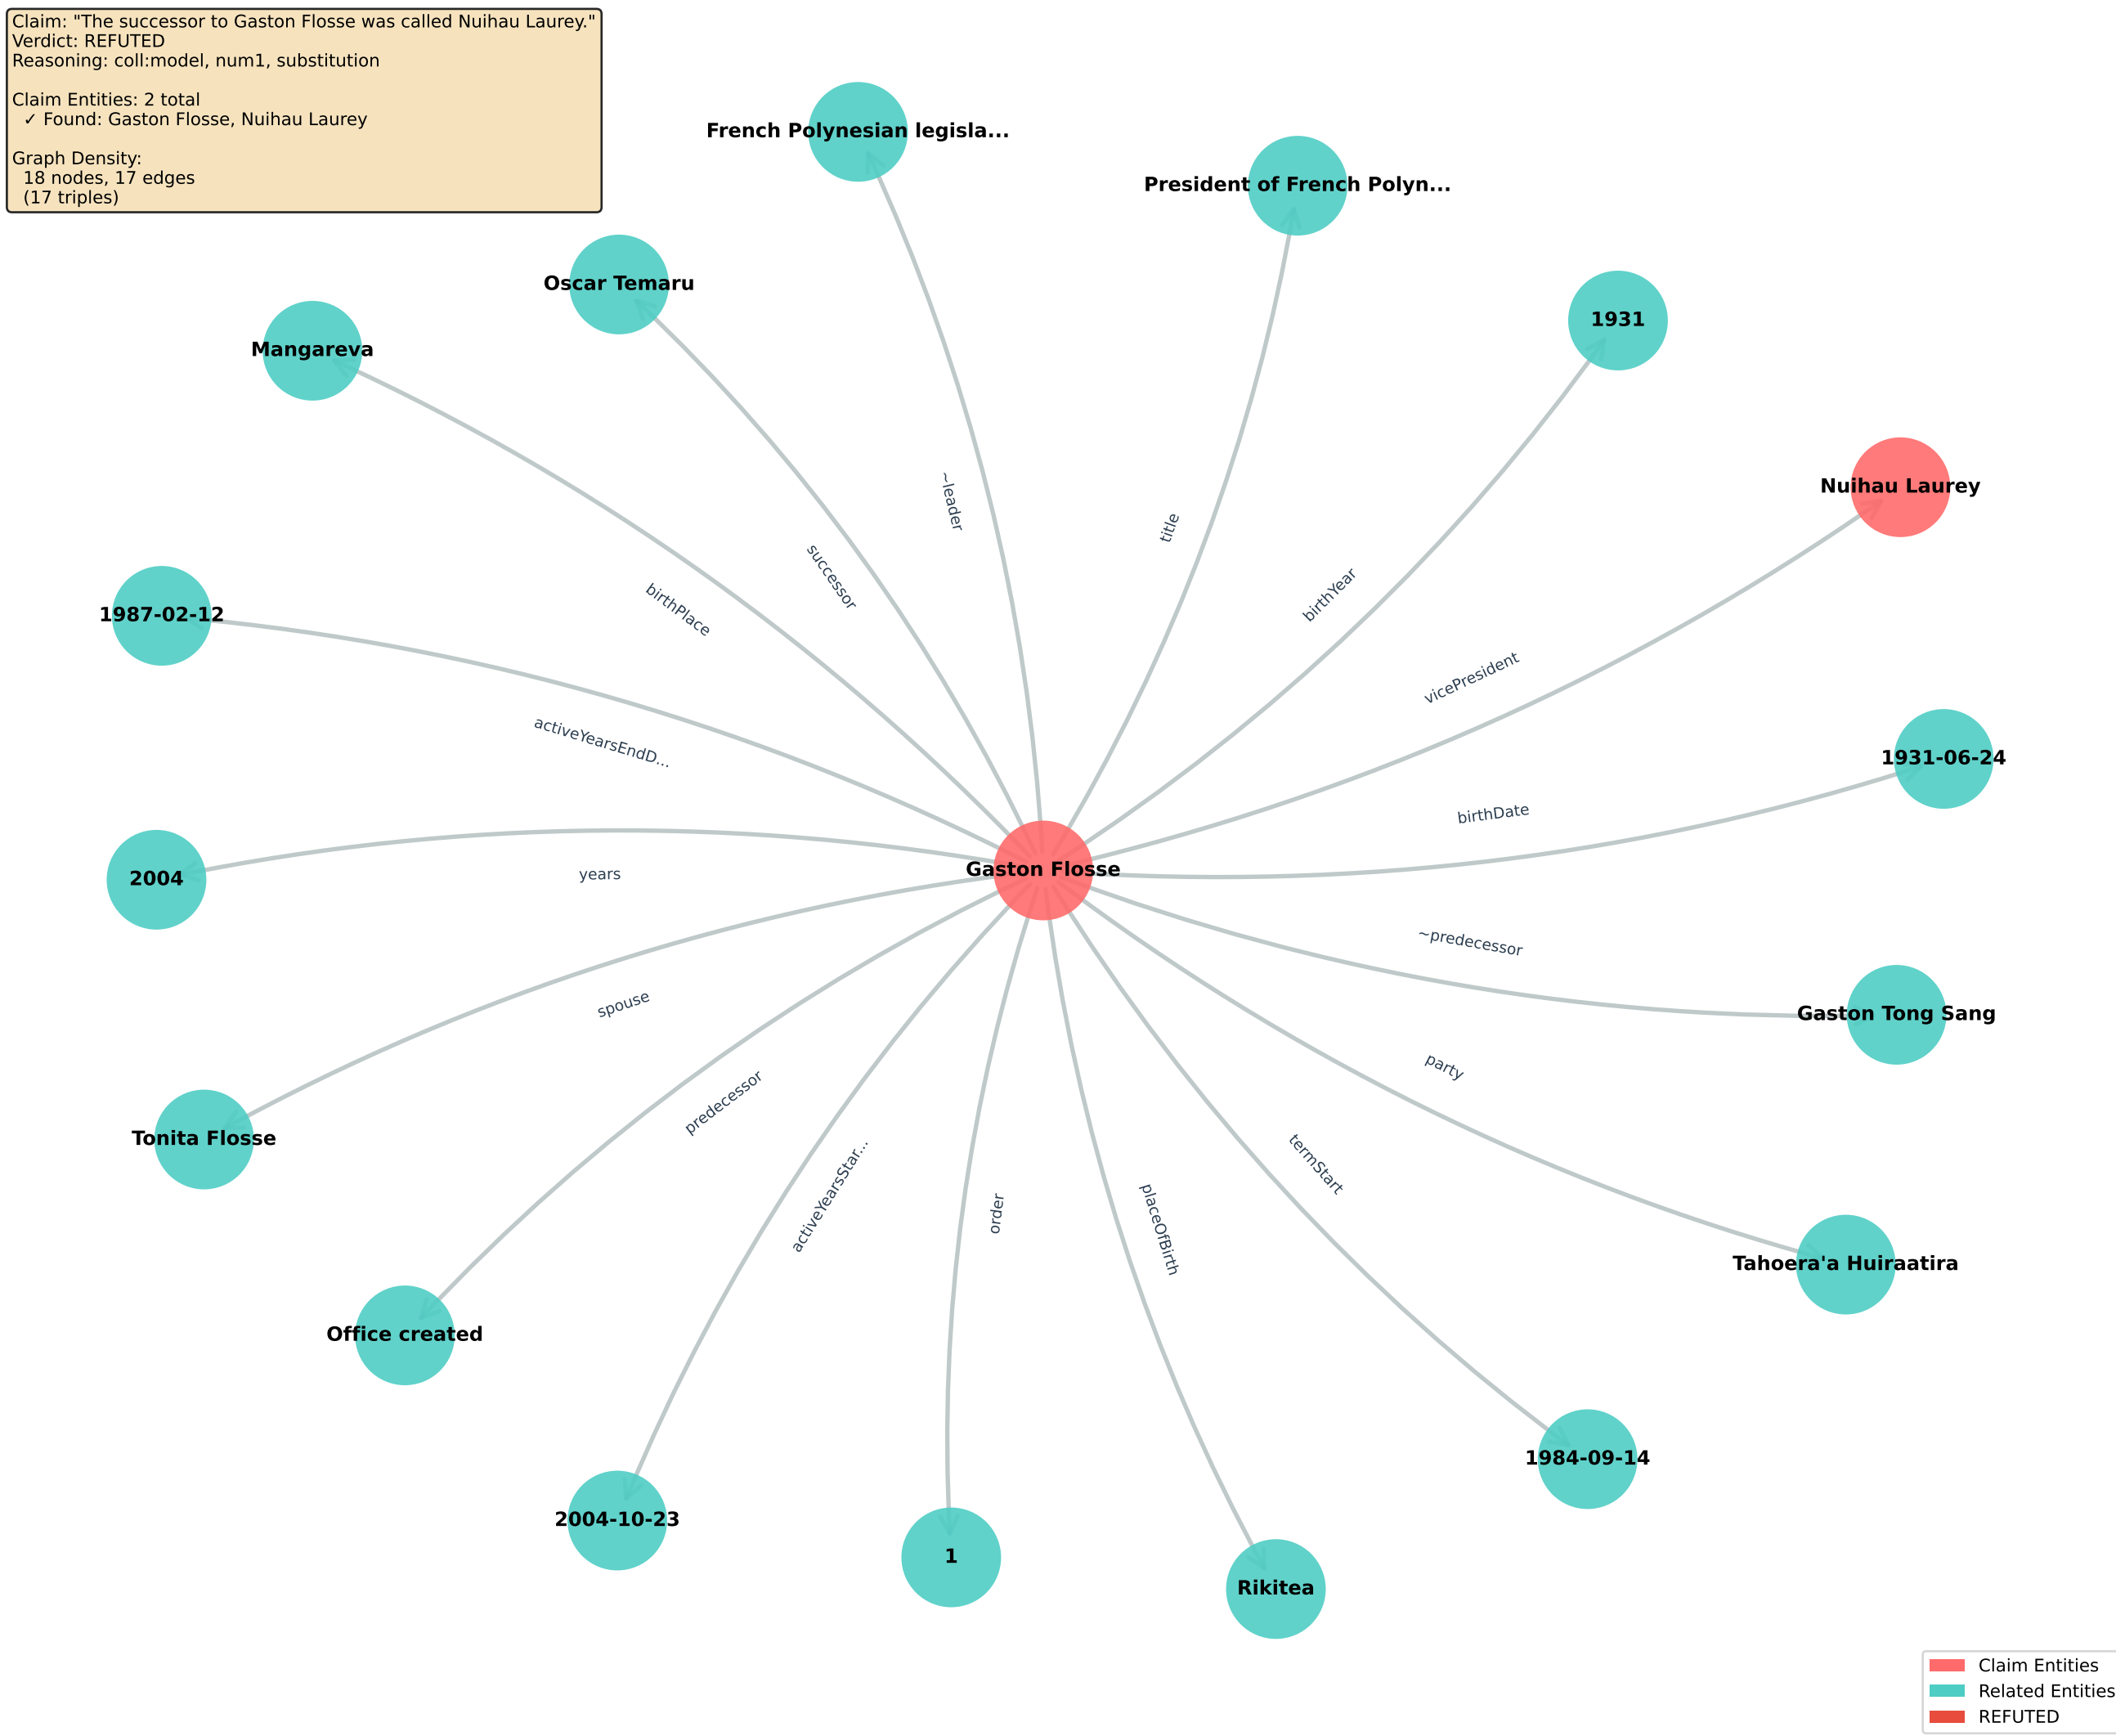 Claim: "The successor to Gaston Flosse was called Nuihau Laurey."
Verdict: REFUTED
Reasoning: coll:model, num1, substitution
Claim Entities: 2 total
✓ Found: Gaston Flosse, Nuihau Laurey
Graph Density:
18 nodes, 17 edges
(17 triples)
French Polynesian legisla...
President of French Polyn...
Oscar Temaru
1931
Mangareva
Nuihau Laurey
~leader
title
successor
birthYear
birthPlace
1987-02-12
vicePresident
activeYearsEndD...
1931-06-24
birthDate
Gaston Flosse
2004
years
~predecessor
spouse
Gaston Tong Sang
party
predecessor
Tonita Flosse
termStart
activeYearsStar...
order
placeOfBirth
Tahoera'a Huiraatira
Office created
1984-09-14
2004-10-23
1
Rikitea
Claim Entities
Related Entities
REFUTED